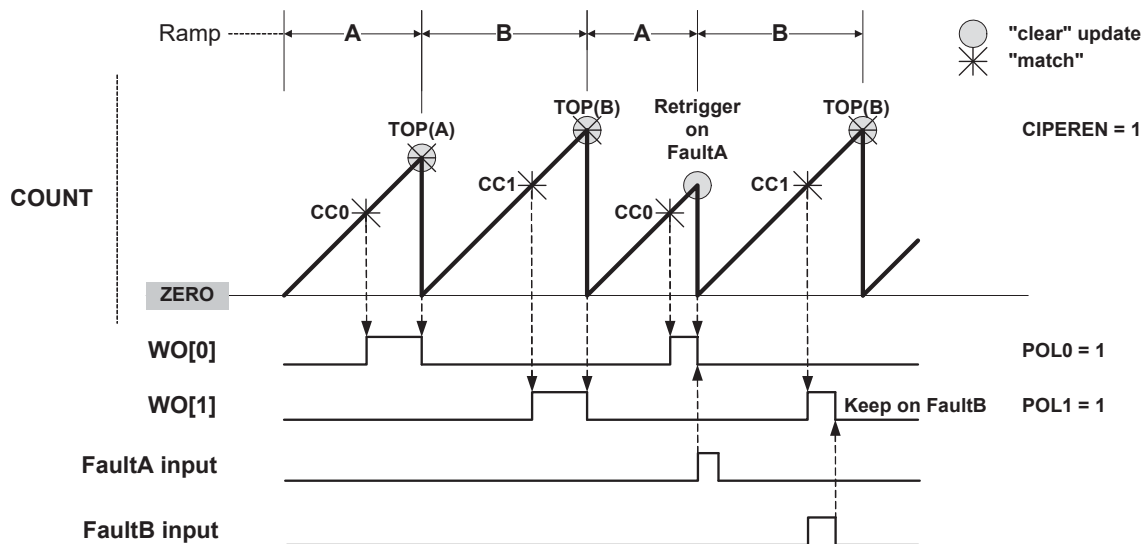 Ramp A B A B
"clear" update
"match"
TOP(A) TOP(B) Retrigger TOP(B)
on
FaultA
CIPEREN = 1
COUNT
CC0 CC1 CC0 CC1
ZERO
WO[0] POL0 = 1
WO[1] Keep on FaultB POL1 = 1
FaultA input
FaultB input